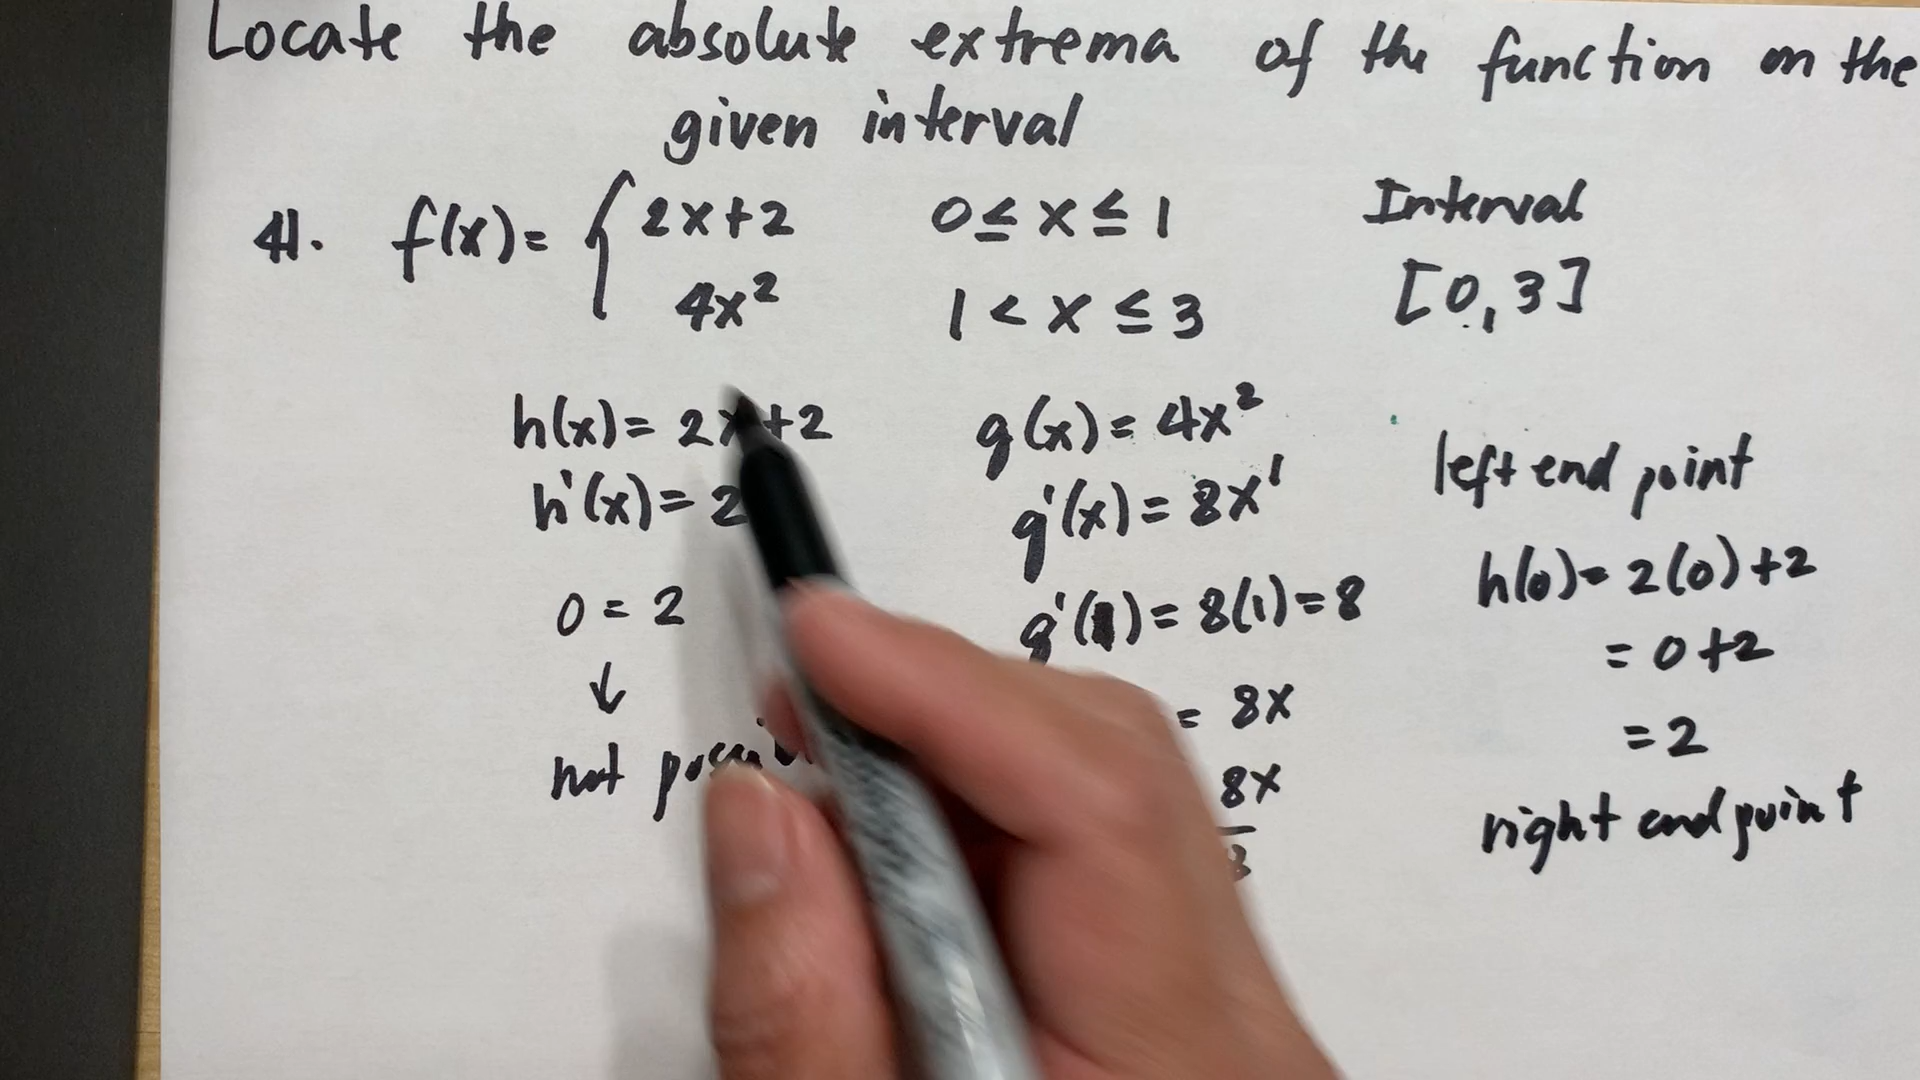 Locate the absolute extrema of the function on the
given interval
41. f(x) = { 2x+2 0 ≤ x ≤ 1
4x² 1 < x ≤ 3
Interval
[0,3]
h(x) = 2x+2
h'(x) = 2
0 = 2
↓
not
g(x) = 4x²
g'(x) = 8x¹
g'(1) = 8(1) = 8
= 8x
8x
left end point
h(0) = 2(0)+2
= 0+2
= 2
right end point